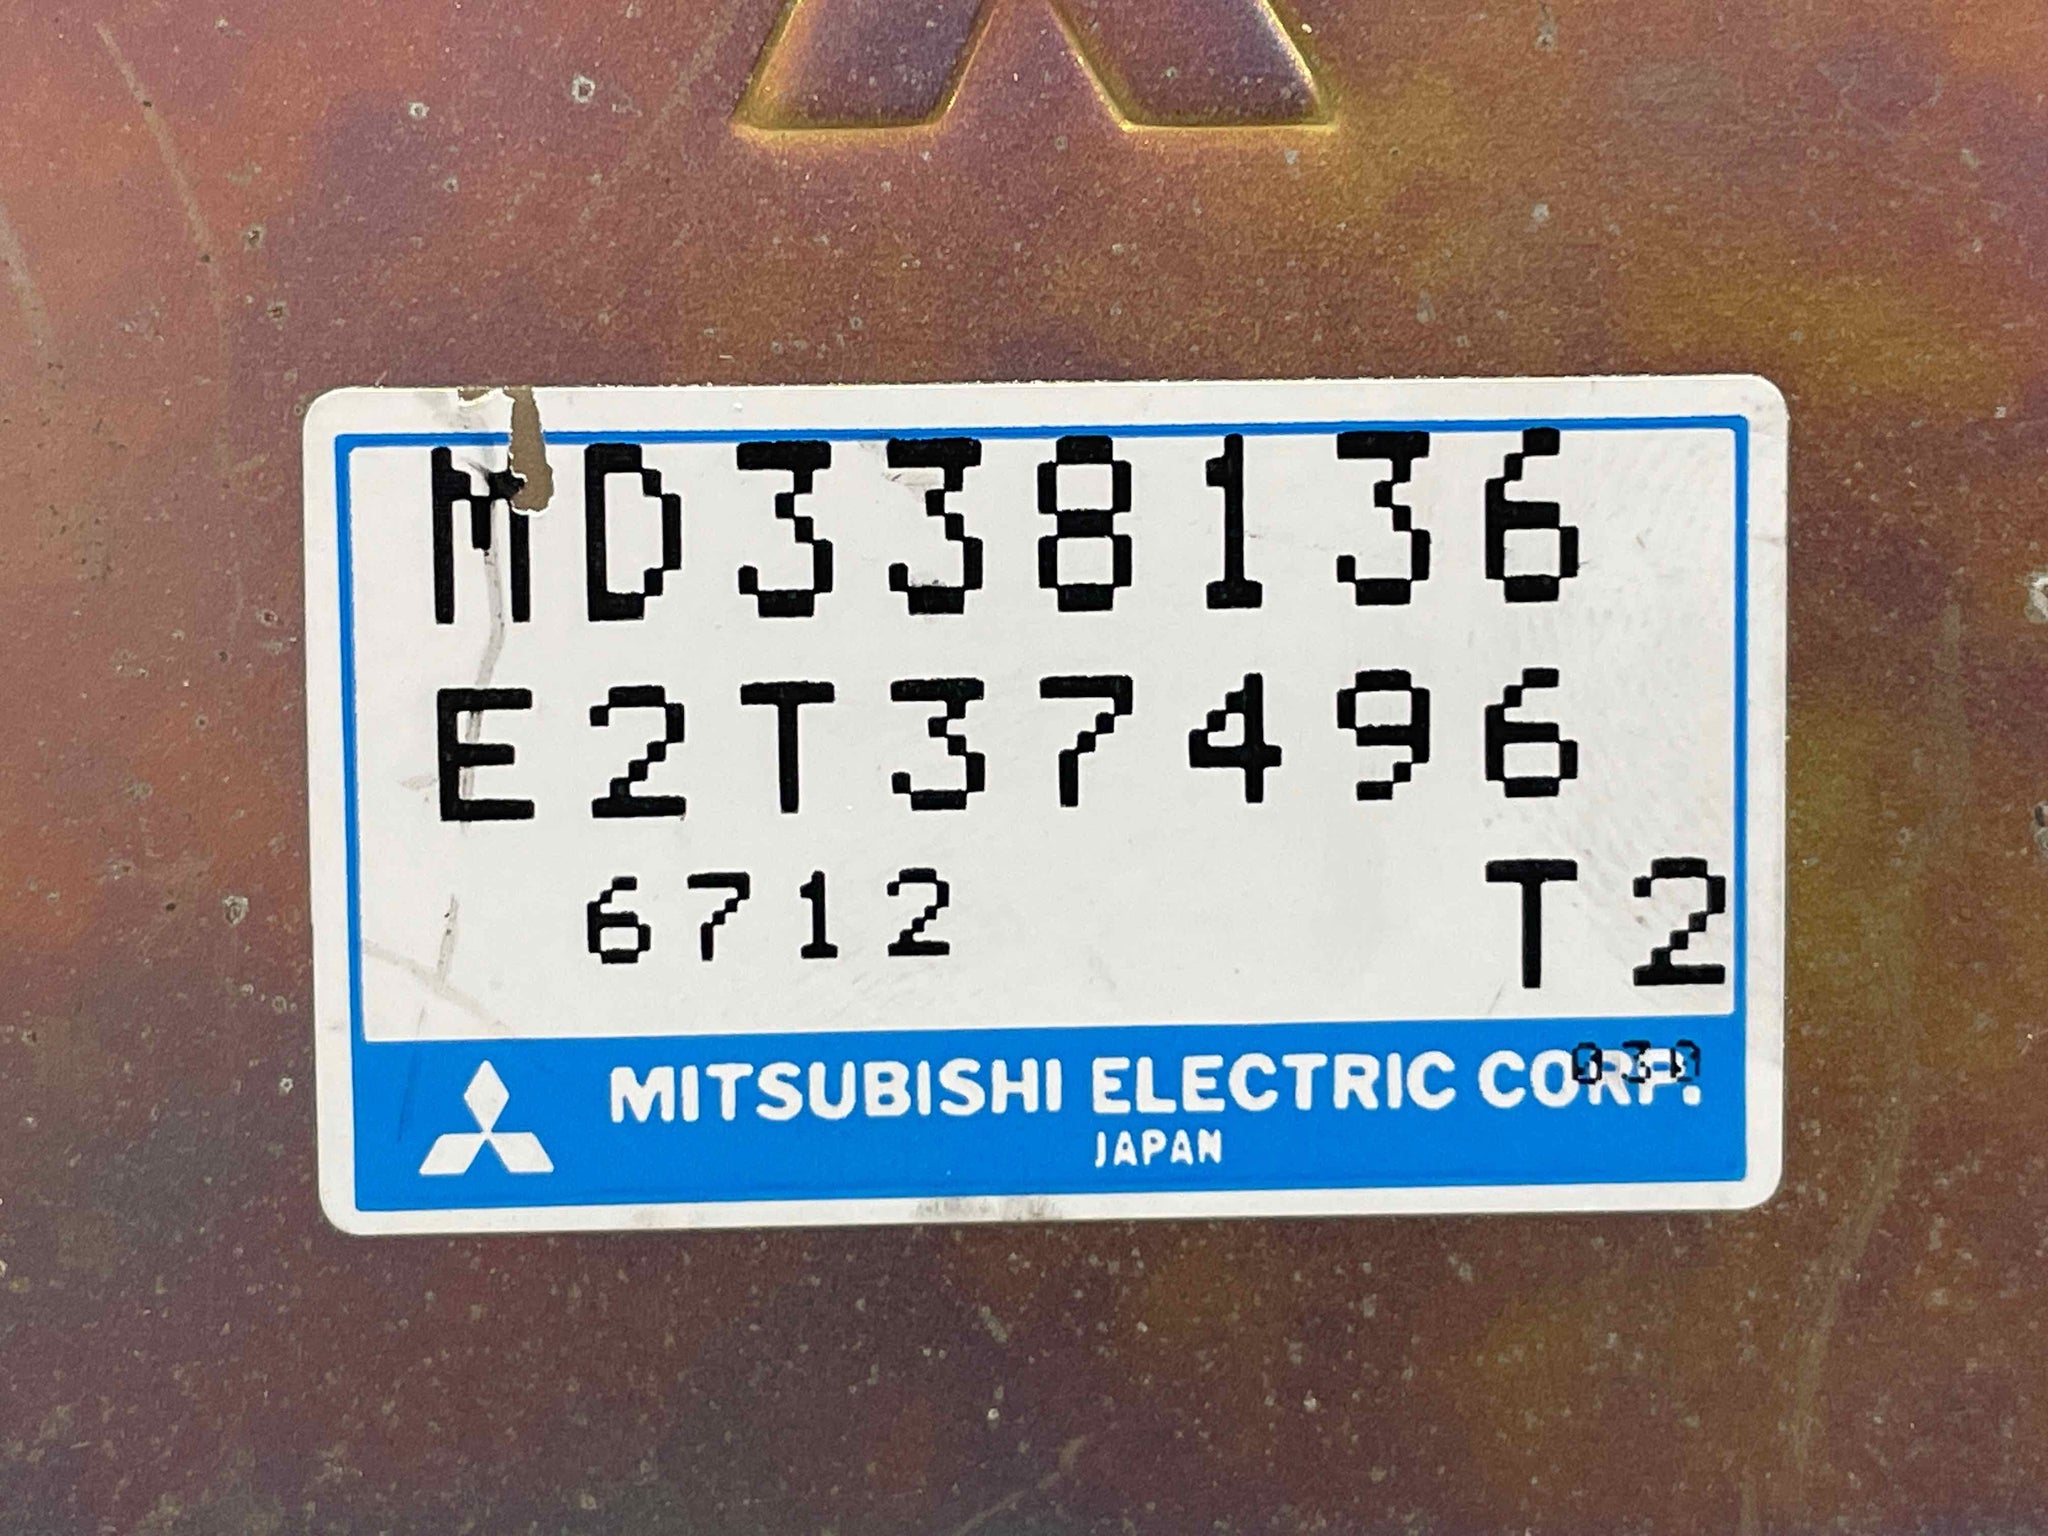 MD338136
E2T37496
6712 T2
MITSUBISHI ELECTRIC CORP.
JAPAN